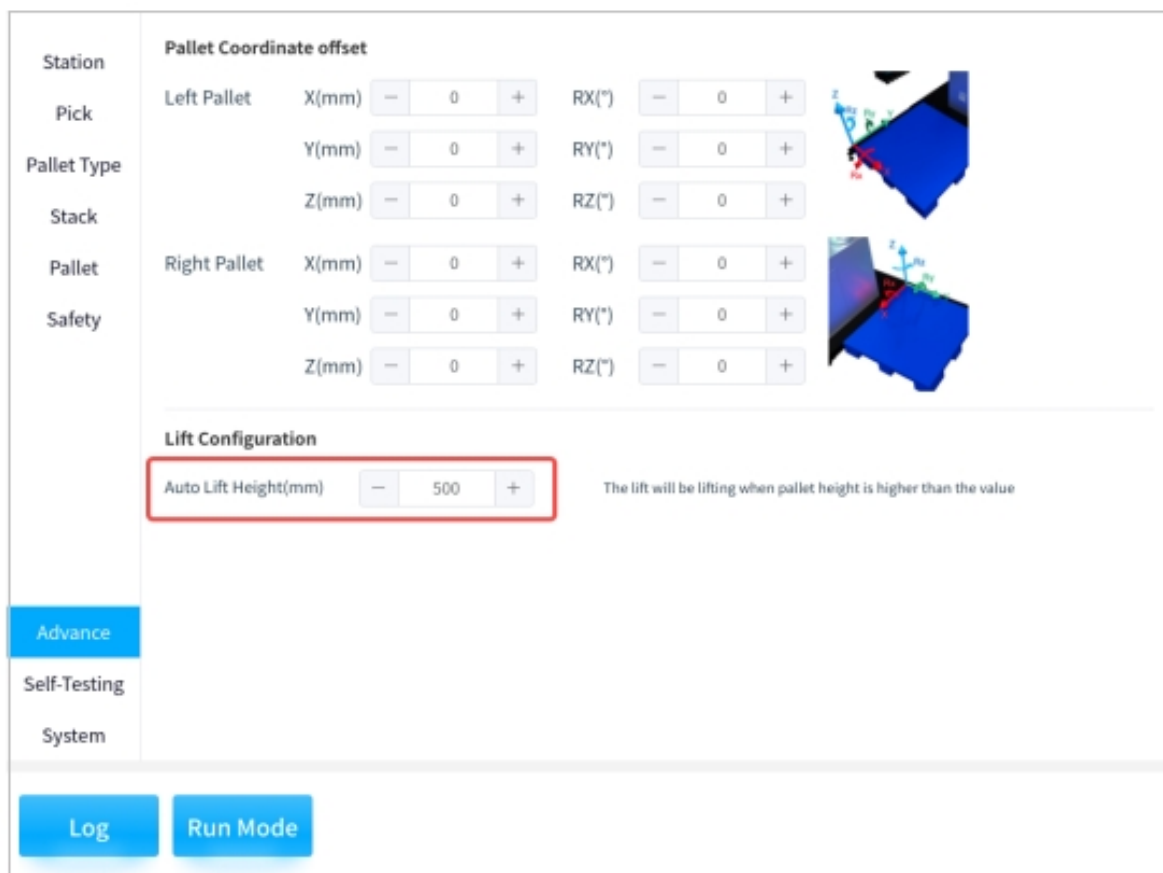 Station
Pick
Pallet Type
Stack
Pallet
Safety
Advance
Self-Testing
System
Pallet Coordinate offset
Left Pallet X(mm) − 0 + RX(°) − 0 +
Y(mm) − 0 + RY(°) − 0 +
Z(mm) − 0 + RZ(°) − 0 +
Right Pallet X(mm) − 0 + RX(°) − 0 +
Y(mm) − 0 + RY(°) − 0 +
Z(mm) − 0 + RZ(°) − 0 +
Lift Configuration
Auto Lift Height(mm) − 500 + The lift will be lifting when pallet height is higher than the value
Log Run Mode